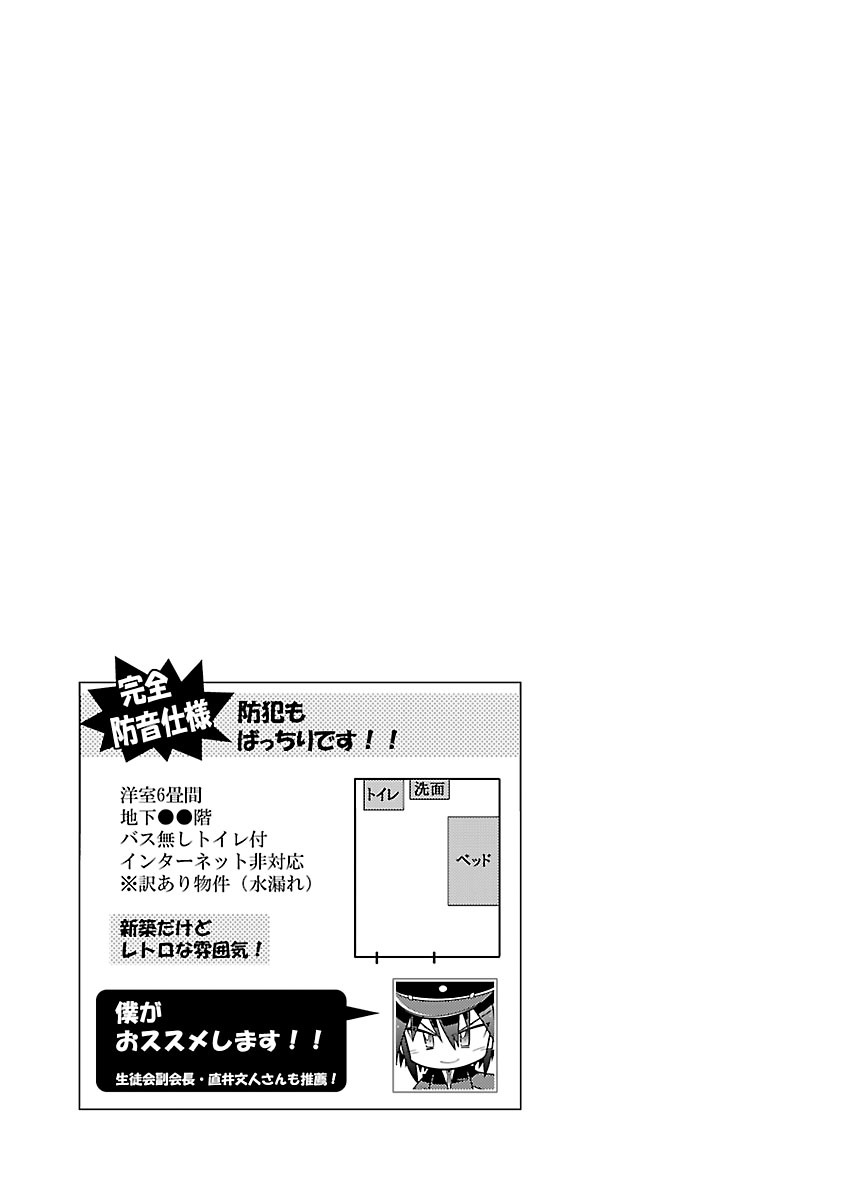 完全
防音仕様
防犯も
ばっちりです！！
洋室6畳間
地下●●階
バス無しトイレ付
インターネット非対応
※訳あり物件（水漏れ）
トイレ
洗面
ベッド
新築だけど
レトロな雰囲気！
僕が
おススメします！！
生徒会副会長・直井文人さんも推薦！